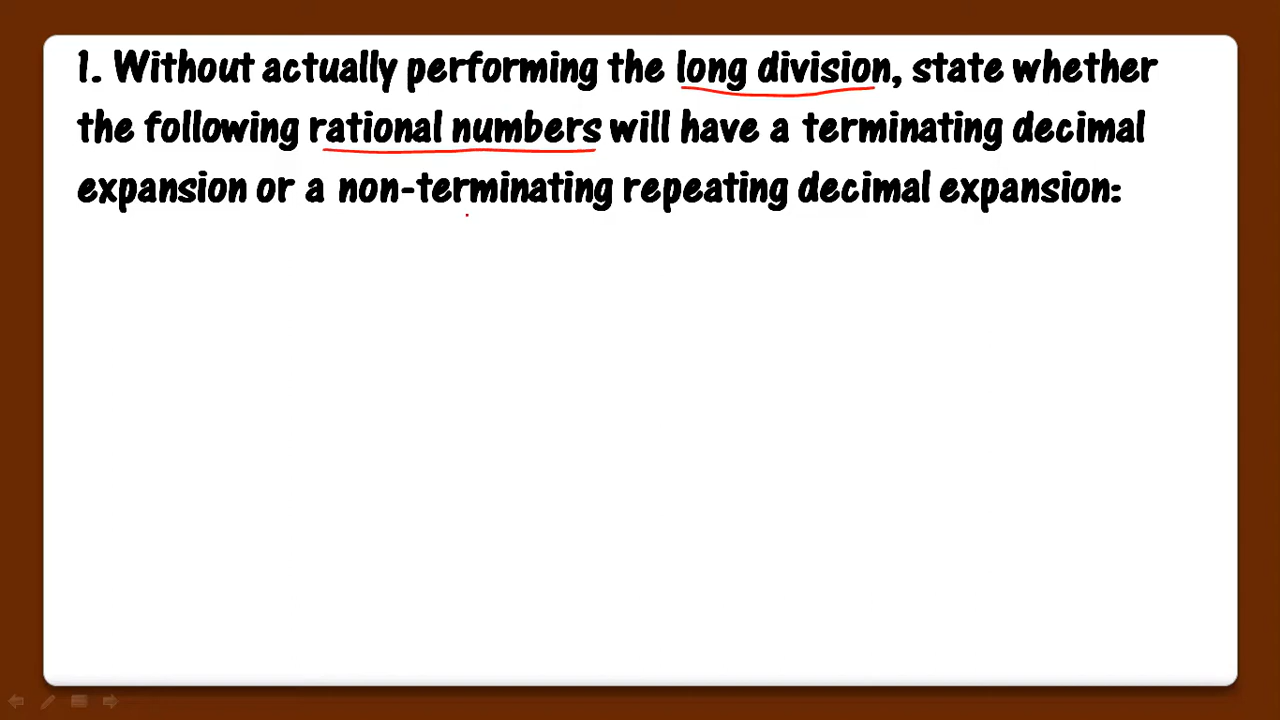 1. Without actually performing the long division, state whether
the following rational numbers will have a terminating decimal
expansion or a non-terminating repeating decimal expansion: